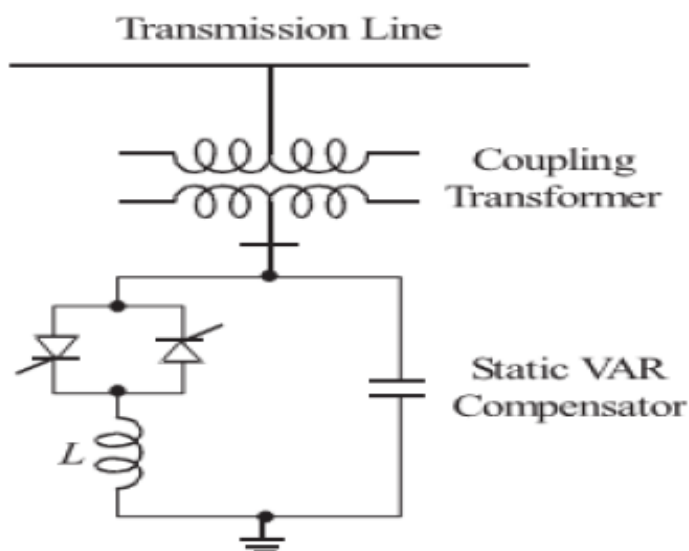 Transmission Line
Coupling
Transformer
Static VAR
Compensator
L